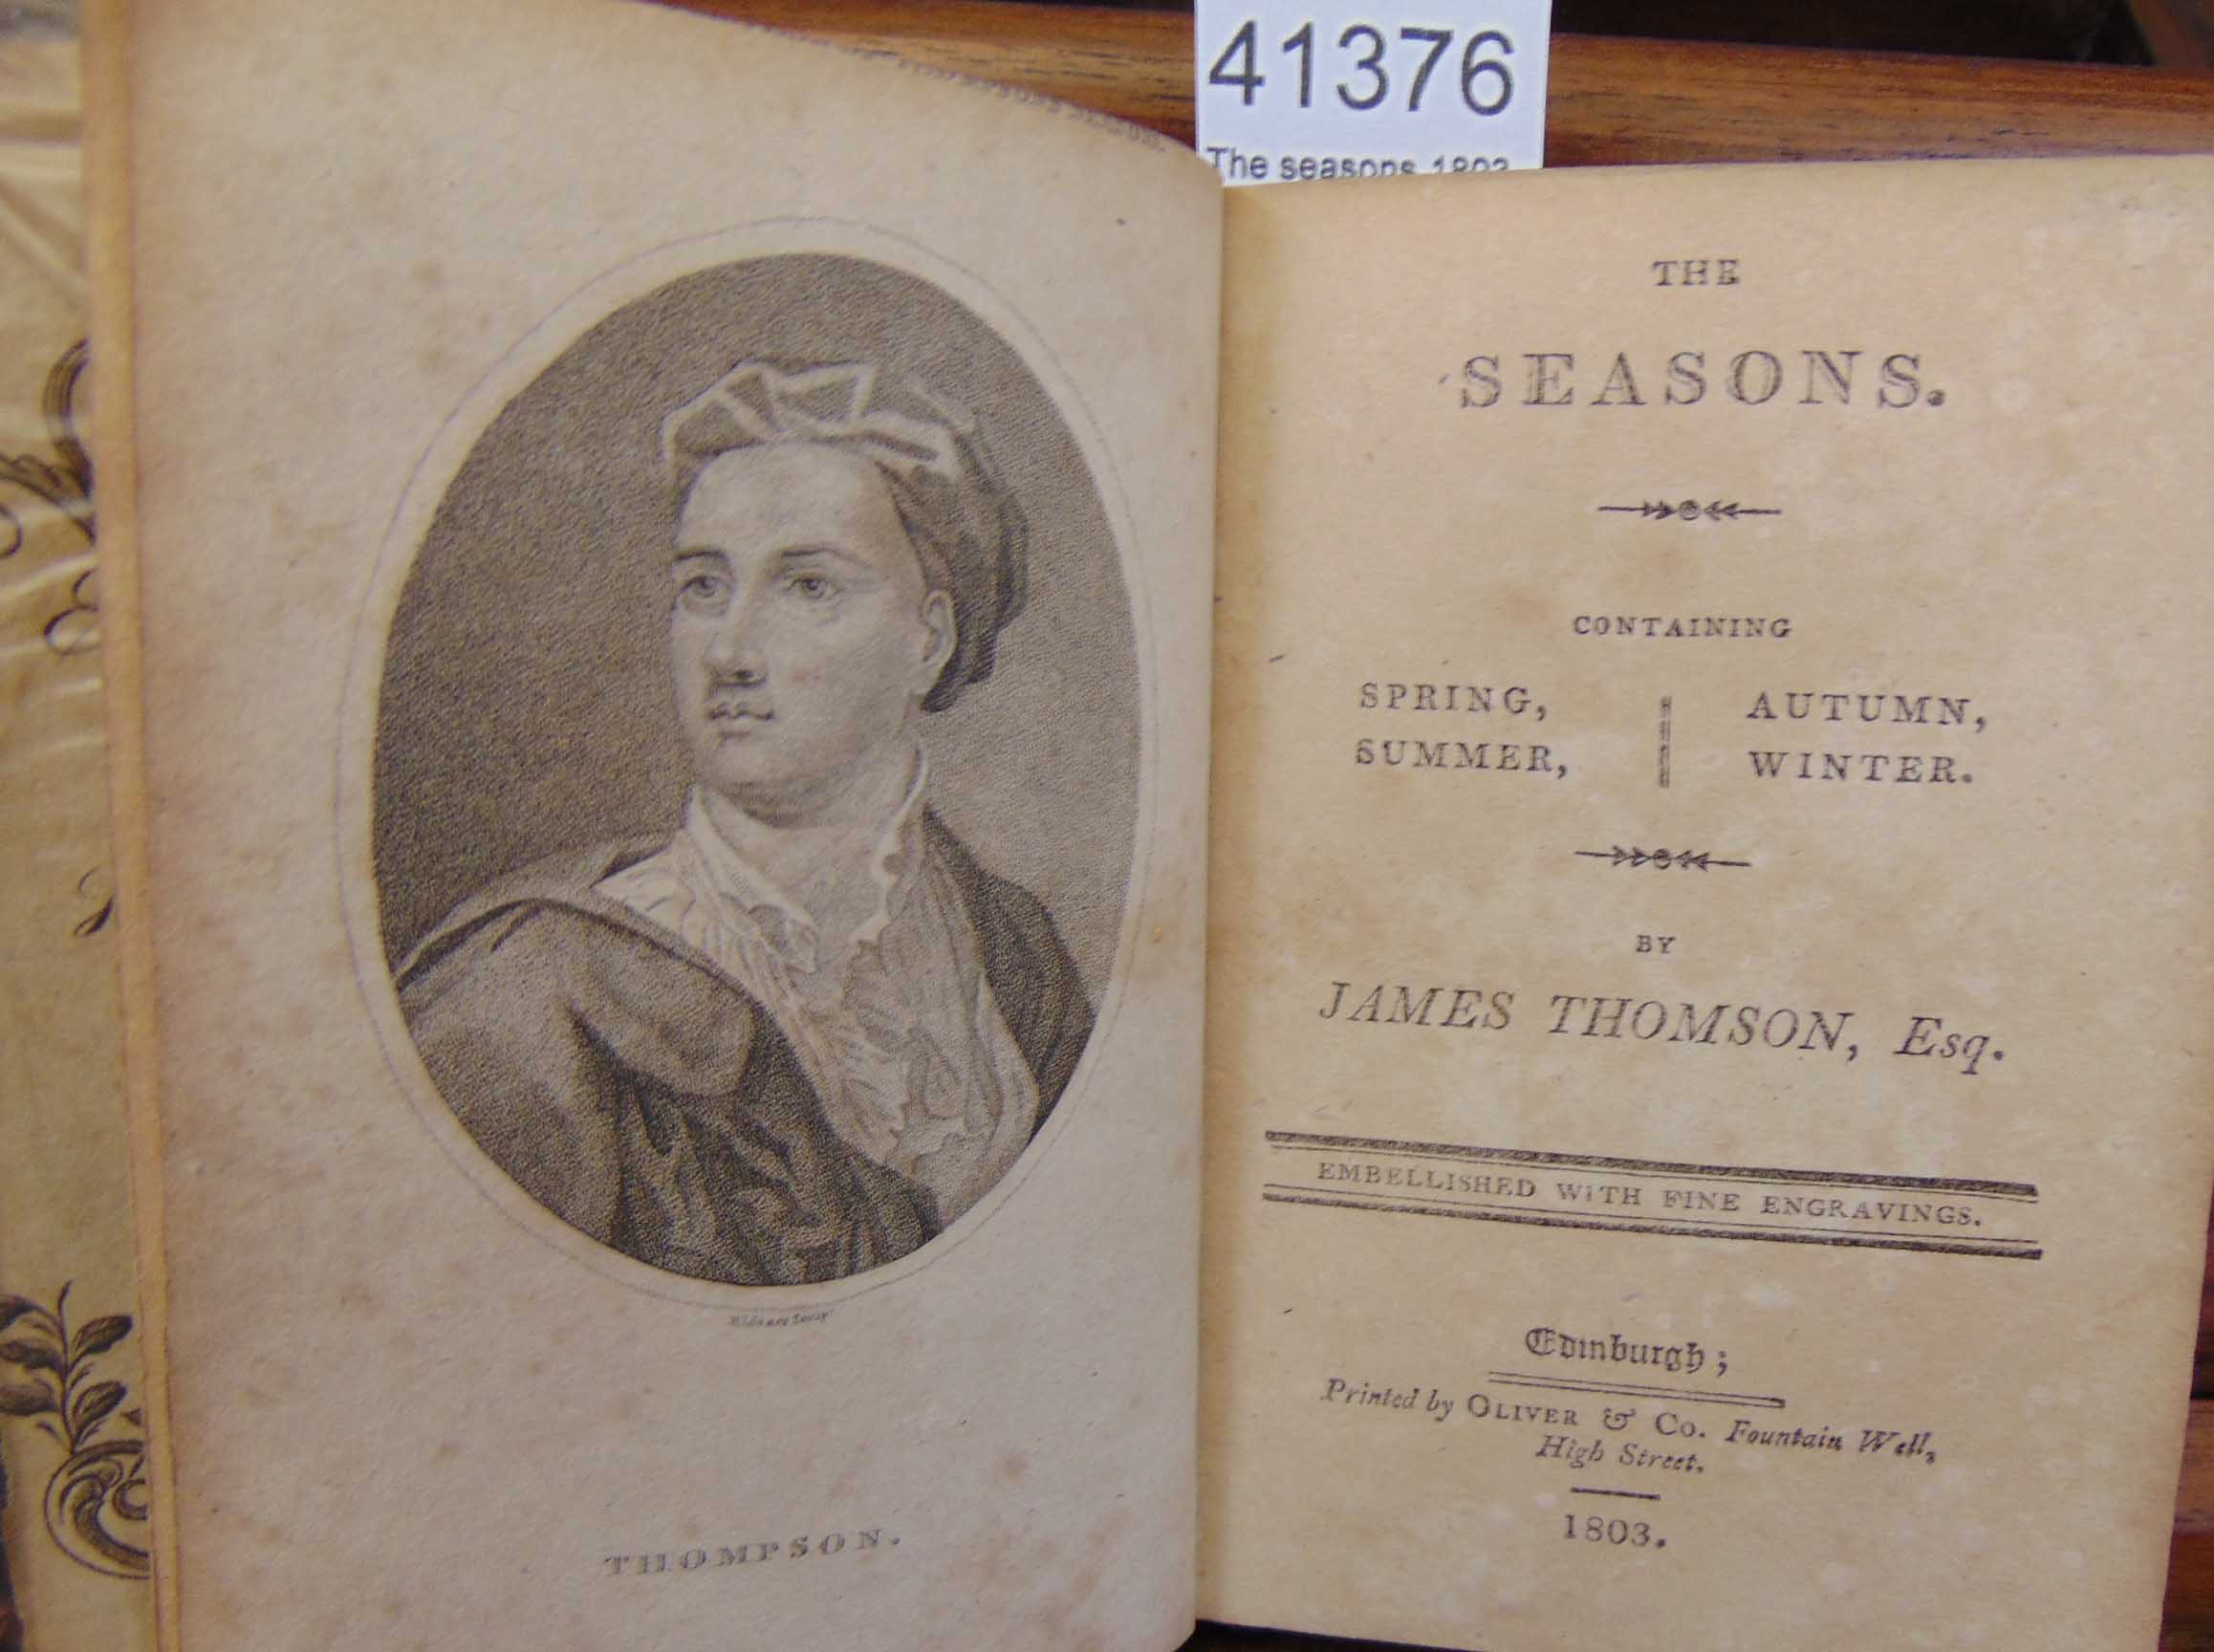 41376
The seasons 1803
THOMPSON.
THE
SEASONS.
CONTAINING
SPRING,
SUMMER,
AUTUMN,
WINTER.
BY
JAMES THOMSON, Esq.
EMBELLISHED WITH FINE ENGRAVINGS.
Edinburgh;
Printed by OLIVER & Co. Fountain Well,
High Street.
1803.